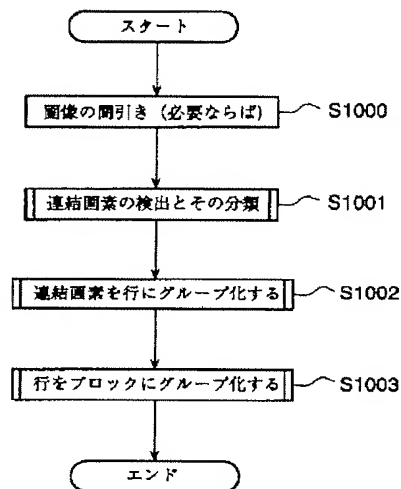 スタート
画像の間引き (必要ならば) S1000
連結画素の検出とその分類 S1001
連結画素を行にグループ化する S1002
行をブロックにグループ化する S1003
エンド